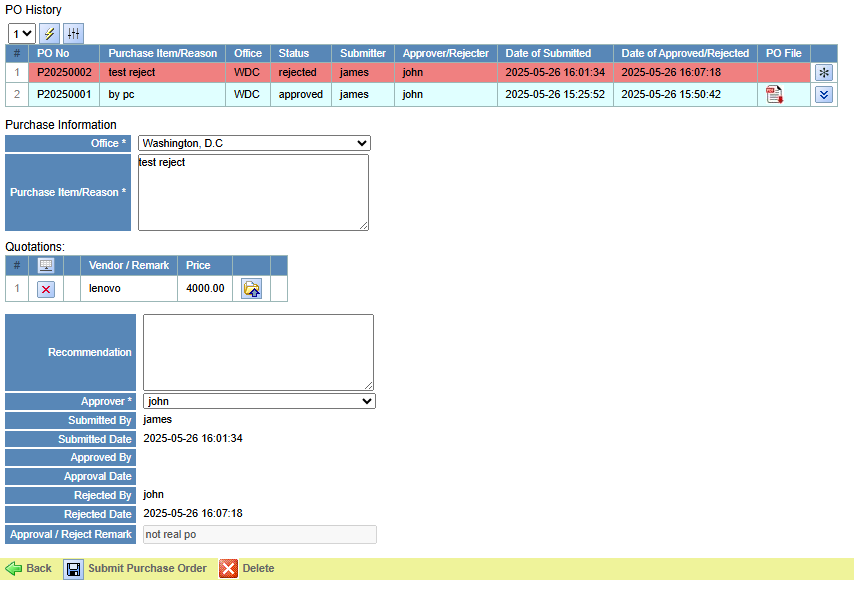 PO History
1
# PO No Purchase Item/Reason Office Status Submitter Approver/Rejecter Date of Submitted Date of Approved/Rejected PO File
1 P20250002 test reject WDC rejected james john 2025-05-26 16:01:34 2025-05-26 16:07:18
2 P20250001 by pc WDC approved james john 2025-05-26 15:25:52 2025-05-26 15:50:42
Purchase Information
Office * Washington, D.C
Purchase Item/Reason * test reject
Quotations:
# Vendor / Remark Price
1 lenovo 4000.00
Recommendation
Approver * john
Submitted By james
Submitted Date 2025-05-26 16:01:34
Approved By
Approval Date
Rejected By john
Rejected Date 2025-05-26 16:07:18
Approval / Reject Remark not real po
Back Submit Purchase Order Delete